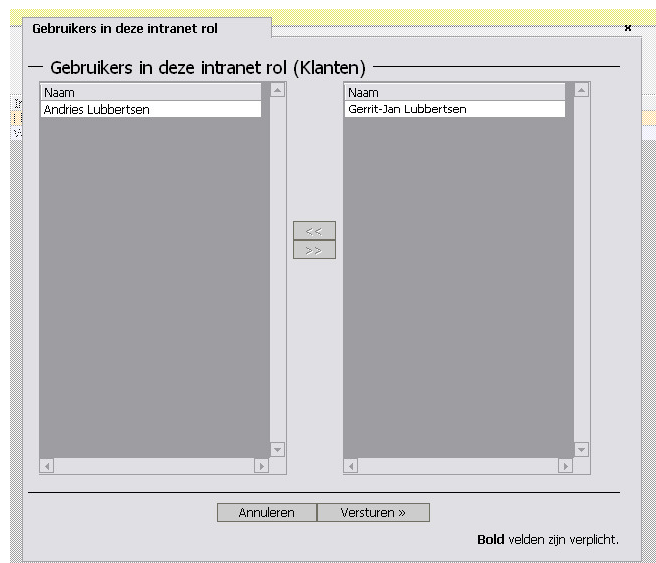 Gebruikers in deze intranet rol
x
Gebruikers in deze intranet rol (Klanten)
Naam
Andries Lubbertsen
Naam
Gerrit-Jan Lubbertsen
<<
>>
Annuleren
Versturen »
Bold velden zijn verplicht.